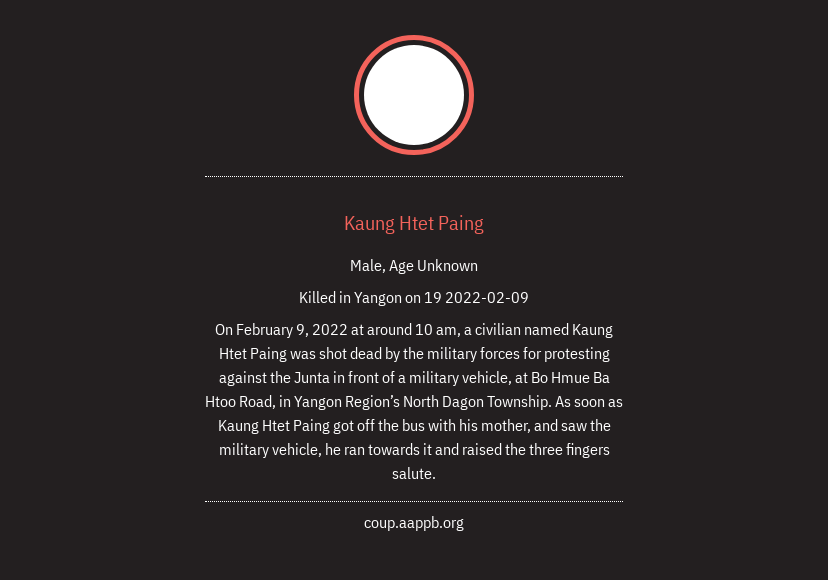 Kaung Htet Paing
Male, Age Unknown
Killed in Yangon on 19 2022-02-09
On February 9, 2022 at around 10 am, a civilian named Kaung
Htet Paing was shot dead by the military forces for protesting
against the Junta in front of a military vehicle, at Bo Hmue Ba
Htoo Road, in Yangon Region’s North Dagon Township. As soon as
Kaung Htet Paing got off the bus with his mother, and saw the
military vehicle, he ran towards it and raised the three fingers
salute.
coup.aappb.org